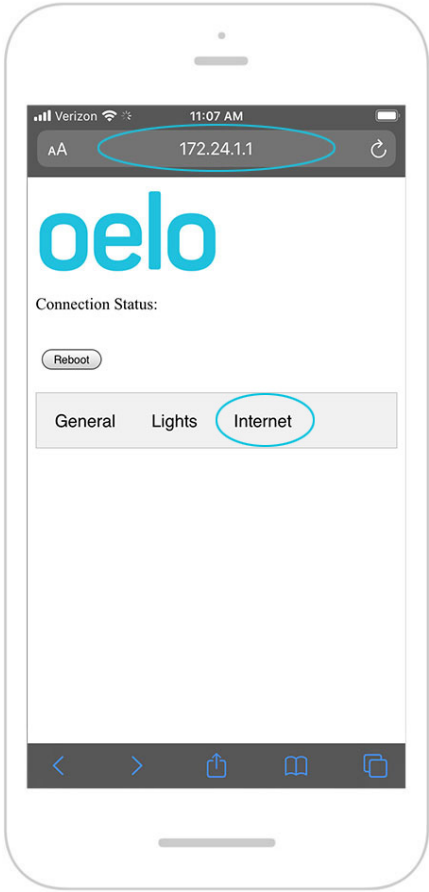 Verizon 11:07 AM
AA 172.24.1.1
oelo
Connection Status:
Reboot
General Lights Internet